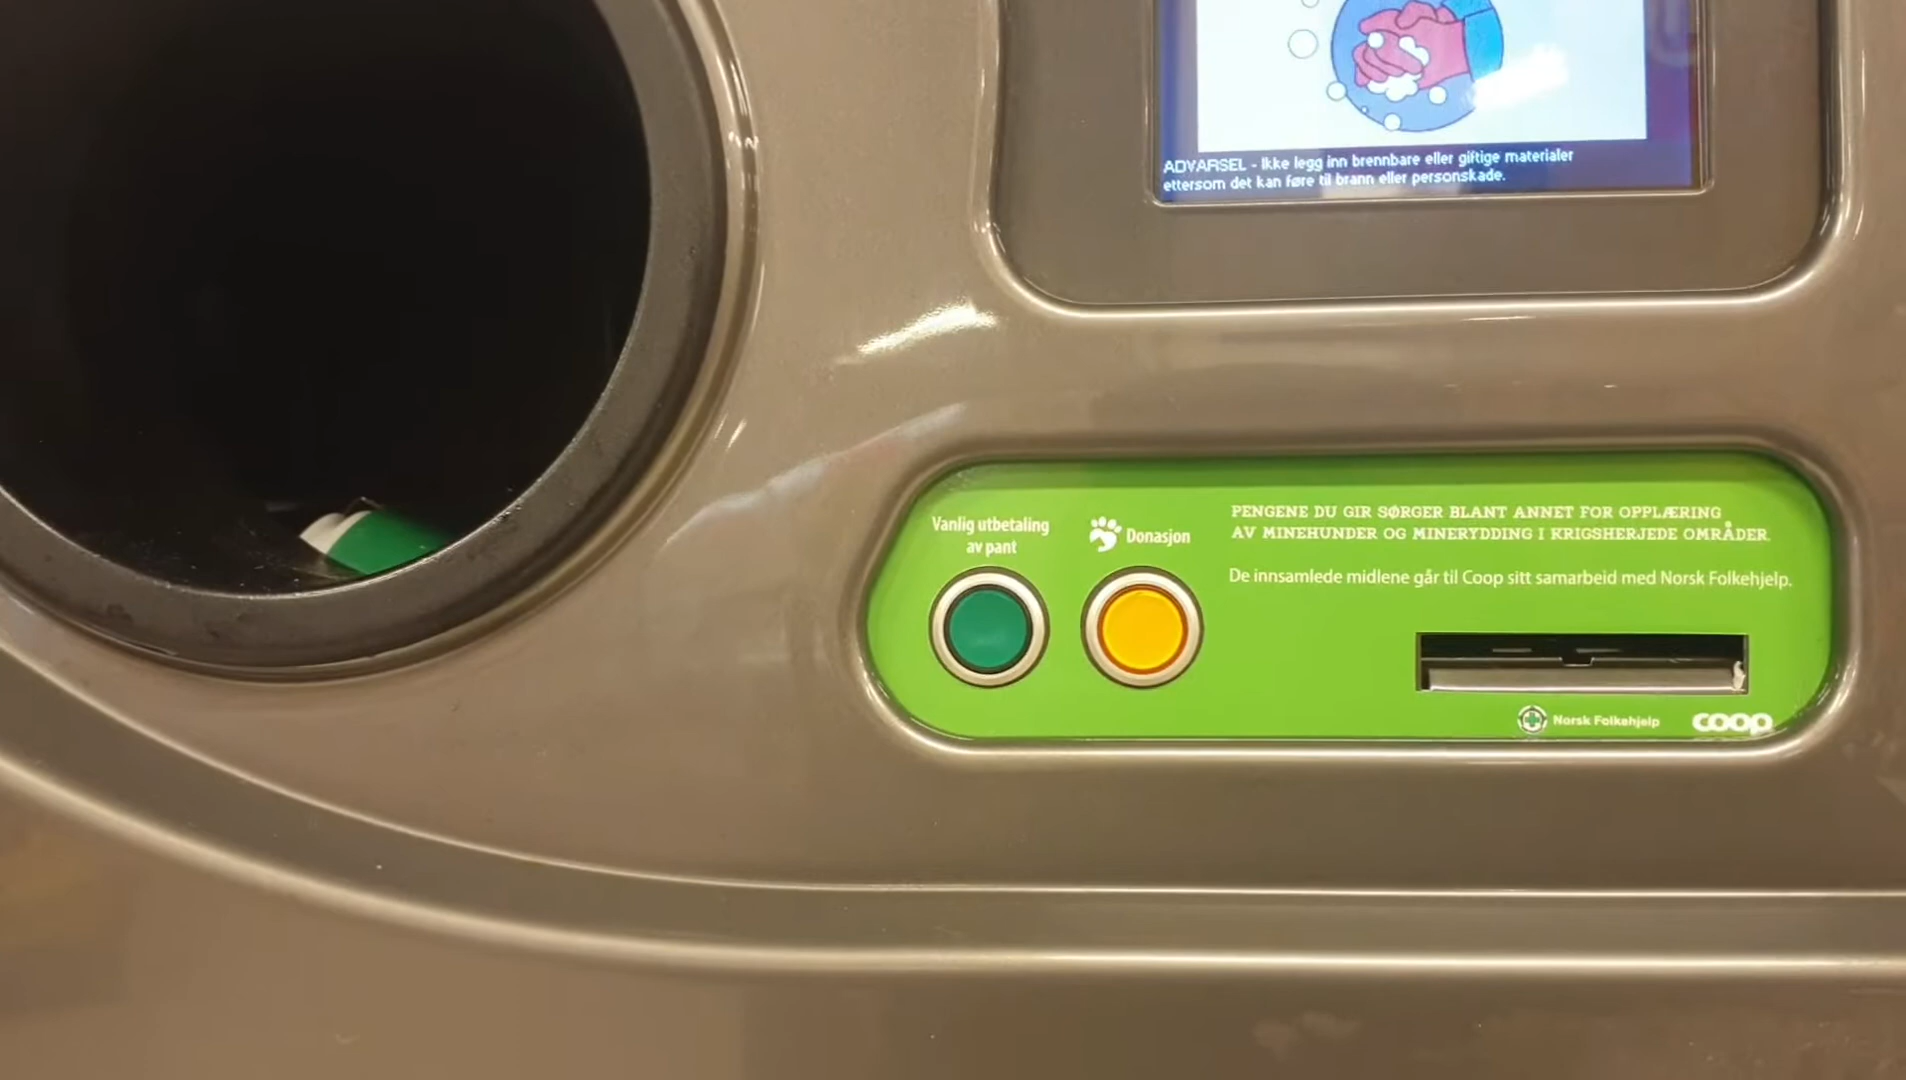 ADVARSEL - Ikke legg inn brennbare eller giftige materialer
ettersom det kan føre til brann eller personskade.
Vanlig utbetaling
av pant
Donasjon
PENGENE DU GIR SØRGER BLANT ANNET FOR OPPLÆRING
AV MINEHUNDER OG MINERYDDING I KRIGSHERJEDE OMRÅDER.
De innsamlede midlene går til Coop sitt samarbeid med Norsk Folkehjelp.
Norsk Folkehjelp
coop